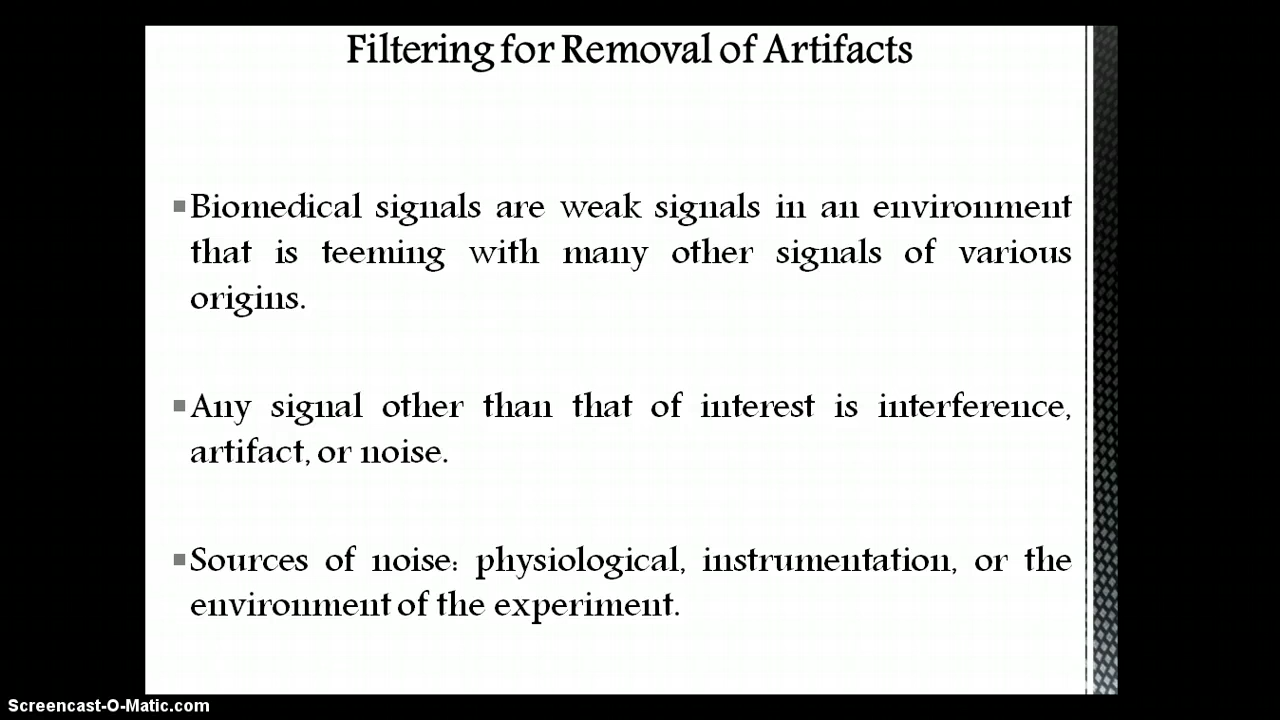 Filtering for Removal of Artifacts
Biomedical signals are weak signals in an environment
that is teeming with many other signals of various
origins.
Any signal other than that of interest is interference,
artifact, or noise.
Sources of noise: physiological, instrumentation, or the
environment of the experiment.
Screencast-O-Matic.com